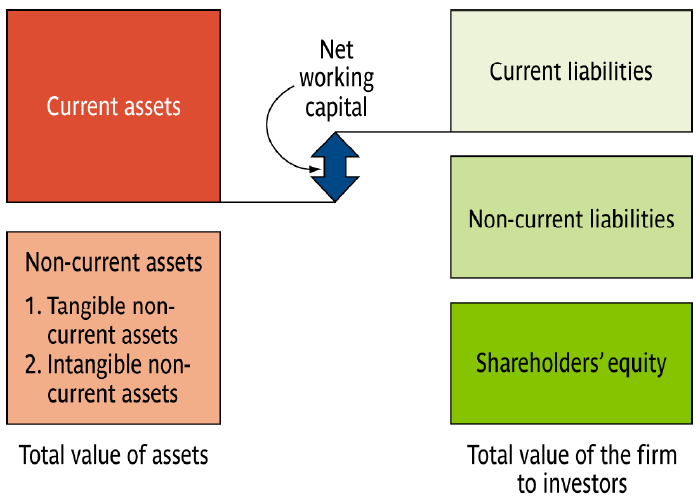 Current assets
Net
working
capital
Current liabilities
Non-current assets
1. Tangible non-
current assets
2. Intangible non-
current assets
Non-current liabilities
Shareholders' equity
Total value of assets
Total value of the firm
to investors